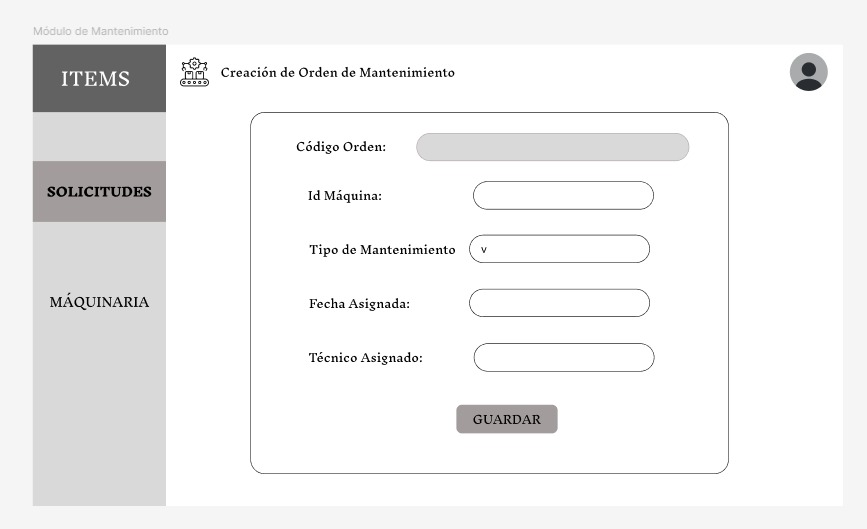 Módulo de Mantenimiento
ITEMS
Creación de Orden de Mantenimiento
SOLICITUDES
MÁQUINARIA
Código Orden:
Id Máquina:
Tipo de Mantenimiento
v
Fecha Asignada:
Técnico Asignado:
GUARDAR